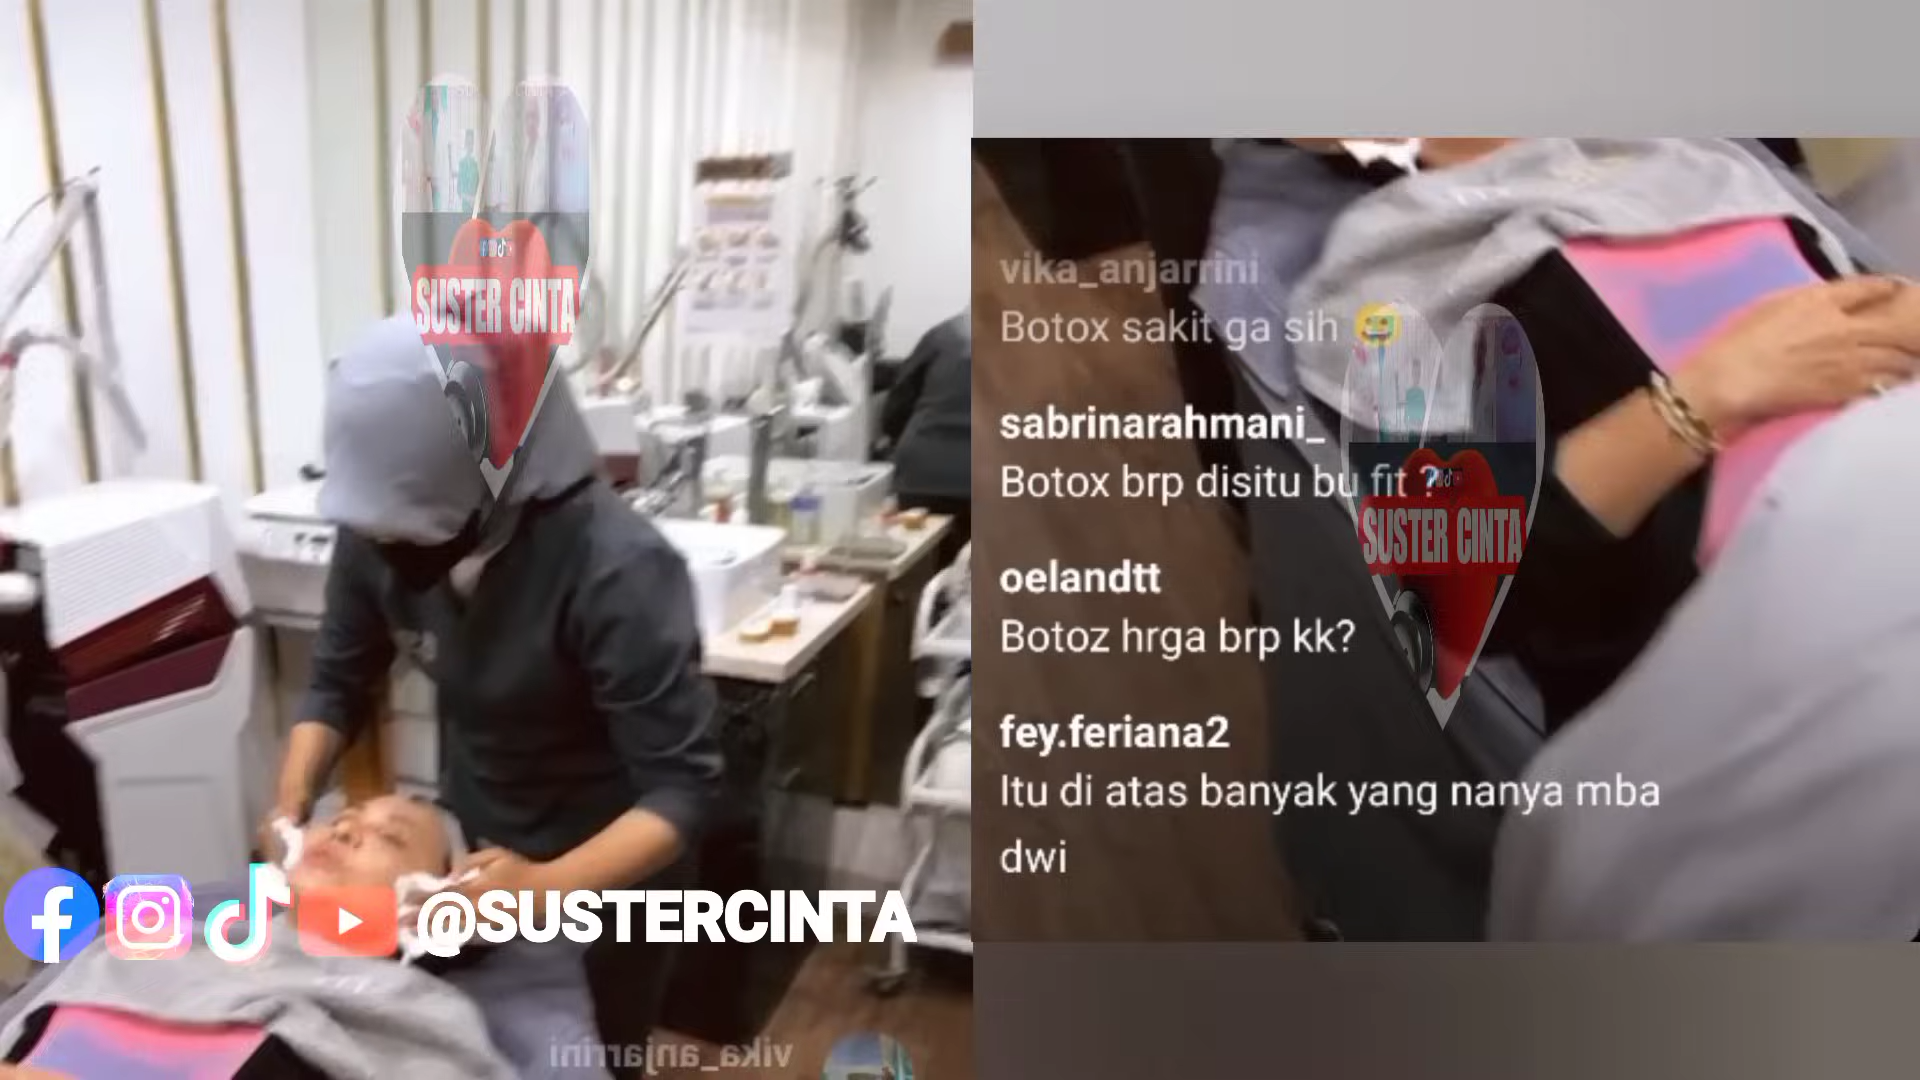 SUSTER CINTA
@SUSTERCINTA
vika_anjarrini
vika_anjarrini
Botox sakit ga sih
sabrinarahmani_
Botox brp disitu bu fit ?
SUSTER CINTA
oelandtt
Botoz hrga brp kk?
fey.feriana2
Itu di atas banyak yang nanya mba
dwi